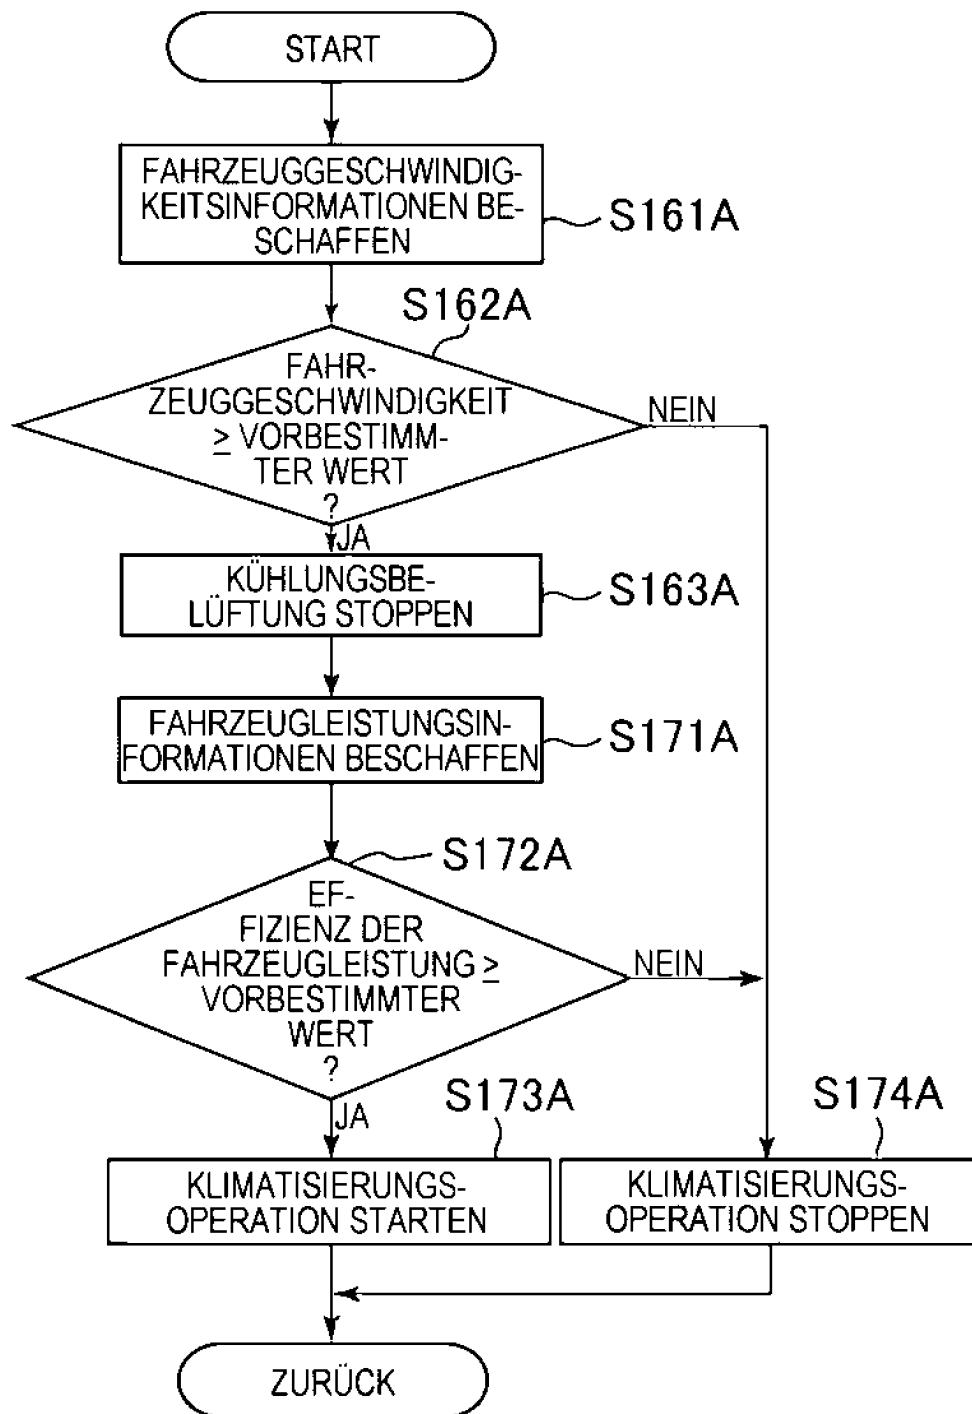 START
FAHRZEUGGESCHWINDIG-
KEITSINFORMATIONEN BE-
SCHAFFEN
S161A
S162A
FAHR-
ZEUGGESCHWINDIGKEIT
≥ VORBESTIMM-
TER WERT
?
NEIN
JA
KÜHLUNGSBE-
LÜFTUNG STOPPEN
S163A
FAHRZEUGLEISTUNGSIN-
FORMATIONEN BESCHAFFEN
S171A
S172A
EF-
FIZIENZ DER
FAHRZEUGLEISTUNG ≥
VORBESTIMMTER
WERT
?
NEIN
JA
S173A
KLIMATISIERUNGS-
OPERATION STARTEN
S174A
KLIMATISIERUNGS-
OPERATION STOPPEN
ZURÜCK